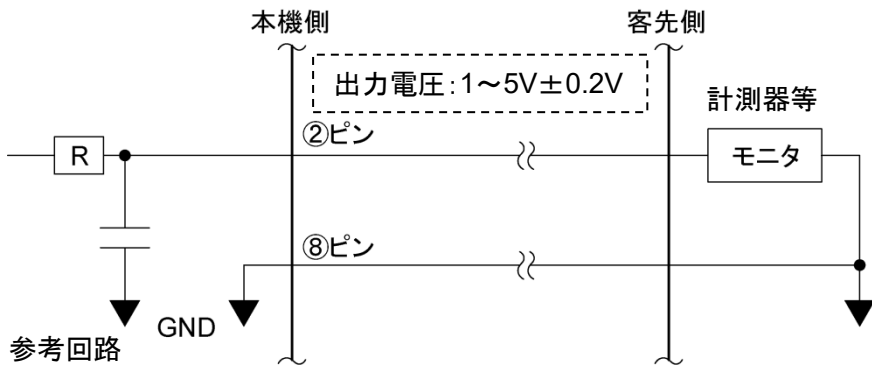 本機側
客先側
出力電圧：1～5V±0.2V
計測器等
②ピン
R
モニタ
⑧ピン
GND
参考回路